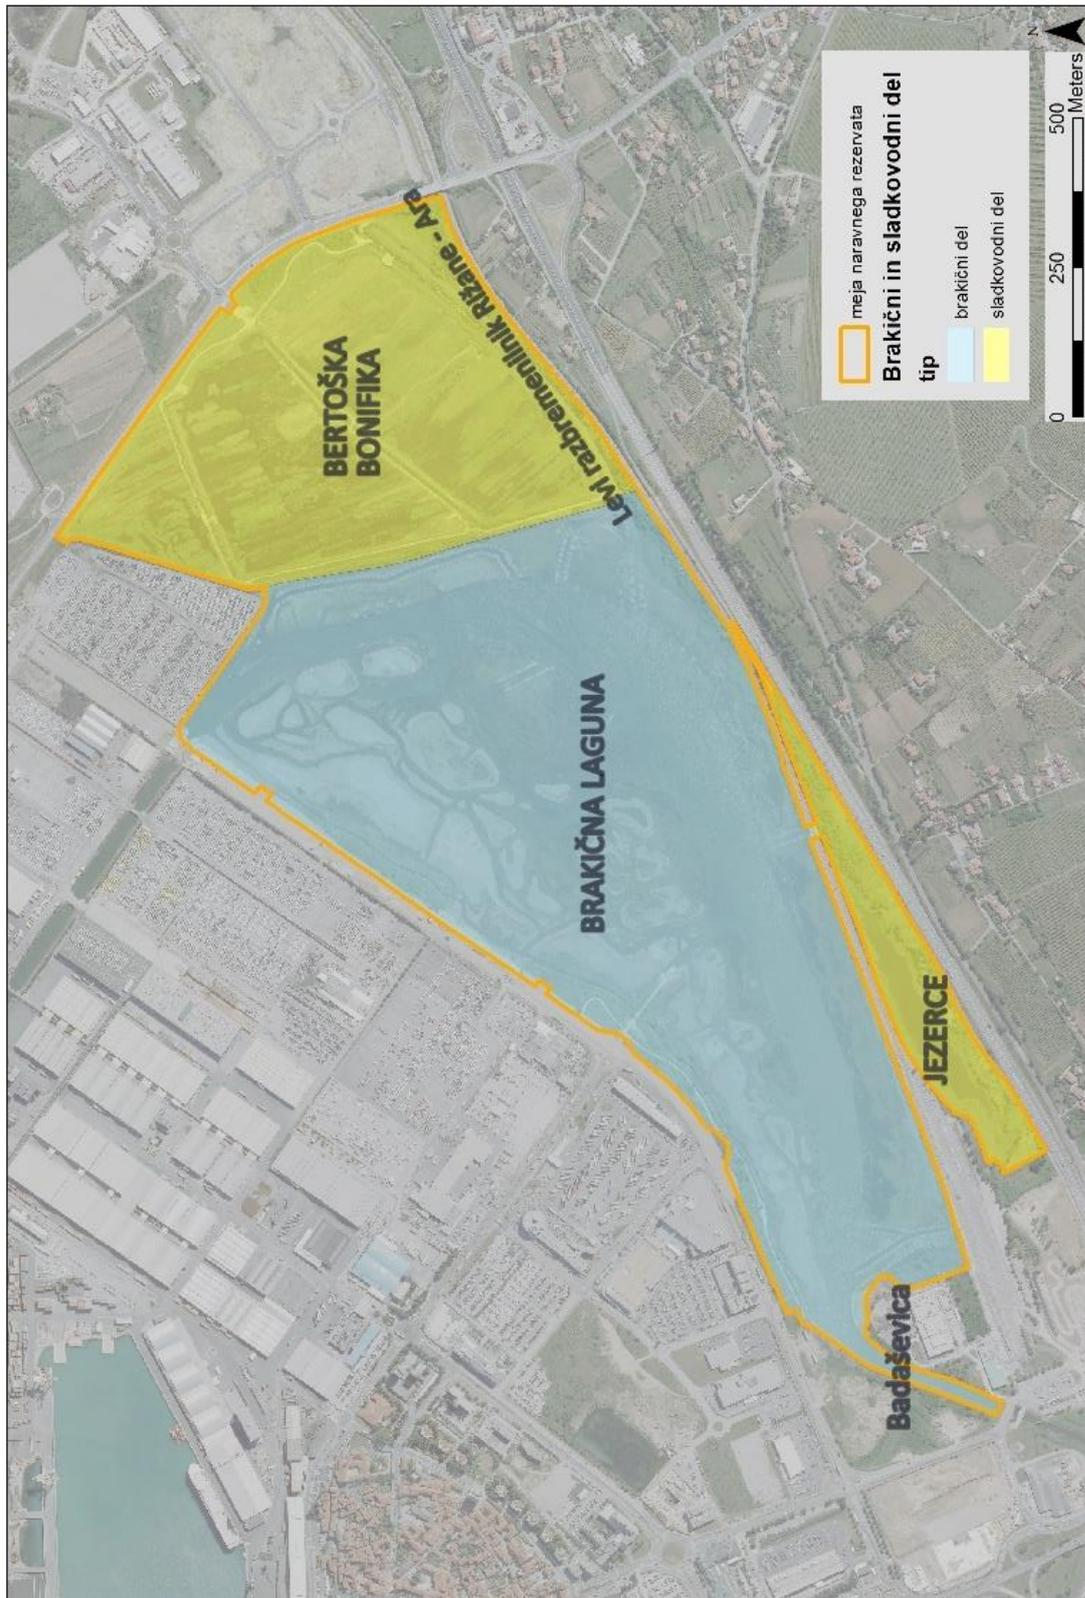 BERTOŠKA
BONIFIKA
Levi razbremenilnik Rižane - Ara
BRAKIČNA LAGUNA
JEZERCE
Badaševica
N
meja naravnega rezervata
Brakični in sladkovodni del
tip
brakični del
sladkovodni del
0 250 500
Meters